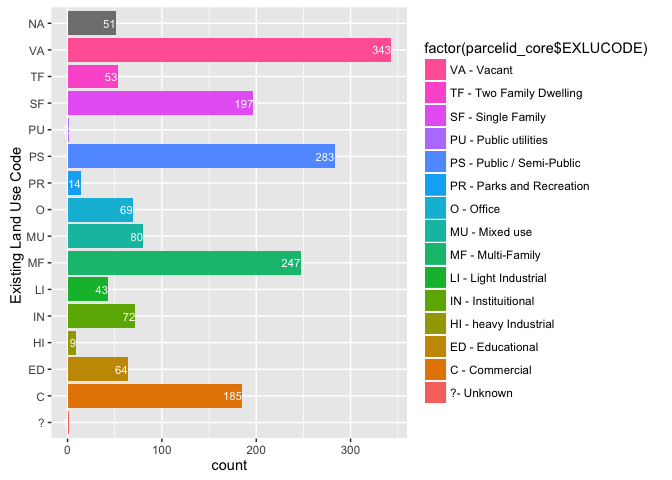 factor(parcelid_core$EXLUCODE)
VA - Vacant
TF - Two Family Dwelling
SF - Single Family
PU - Public utilities
PS - Public / Semi-Public
PR - Parks and Recreation
O - Office
MU - Mixed use
MF - Multi-Family
LI - Light Industrial
IN - Instituitional
HI - heavy Industrial
ED - Educational
C - Commercial
?- Unknown
Existing Land Use Code
NA 51
VA 343
TF 53
SF 197
PU
PS 283
PR 14
O 69
MU 80
MF 247
LI 43
IN 72
HI 9
ED 64
C 185
?
0 100 200 300
count